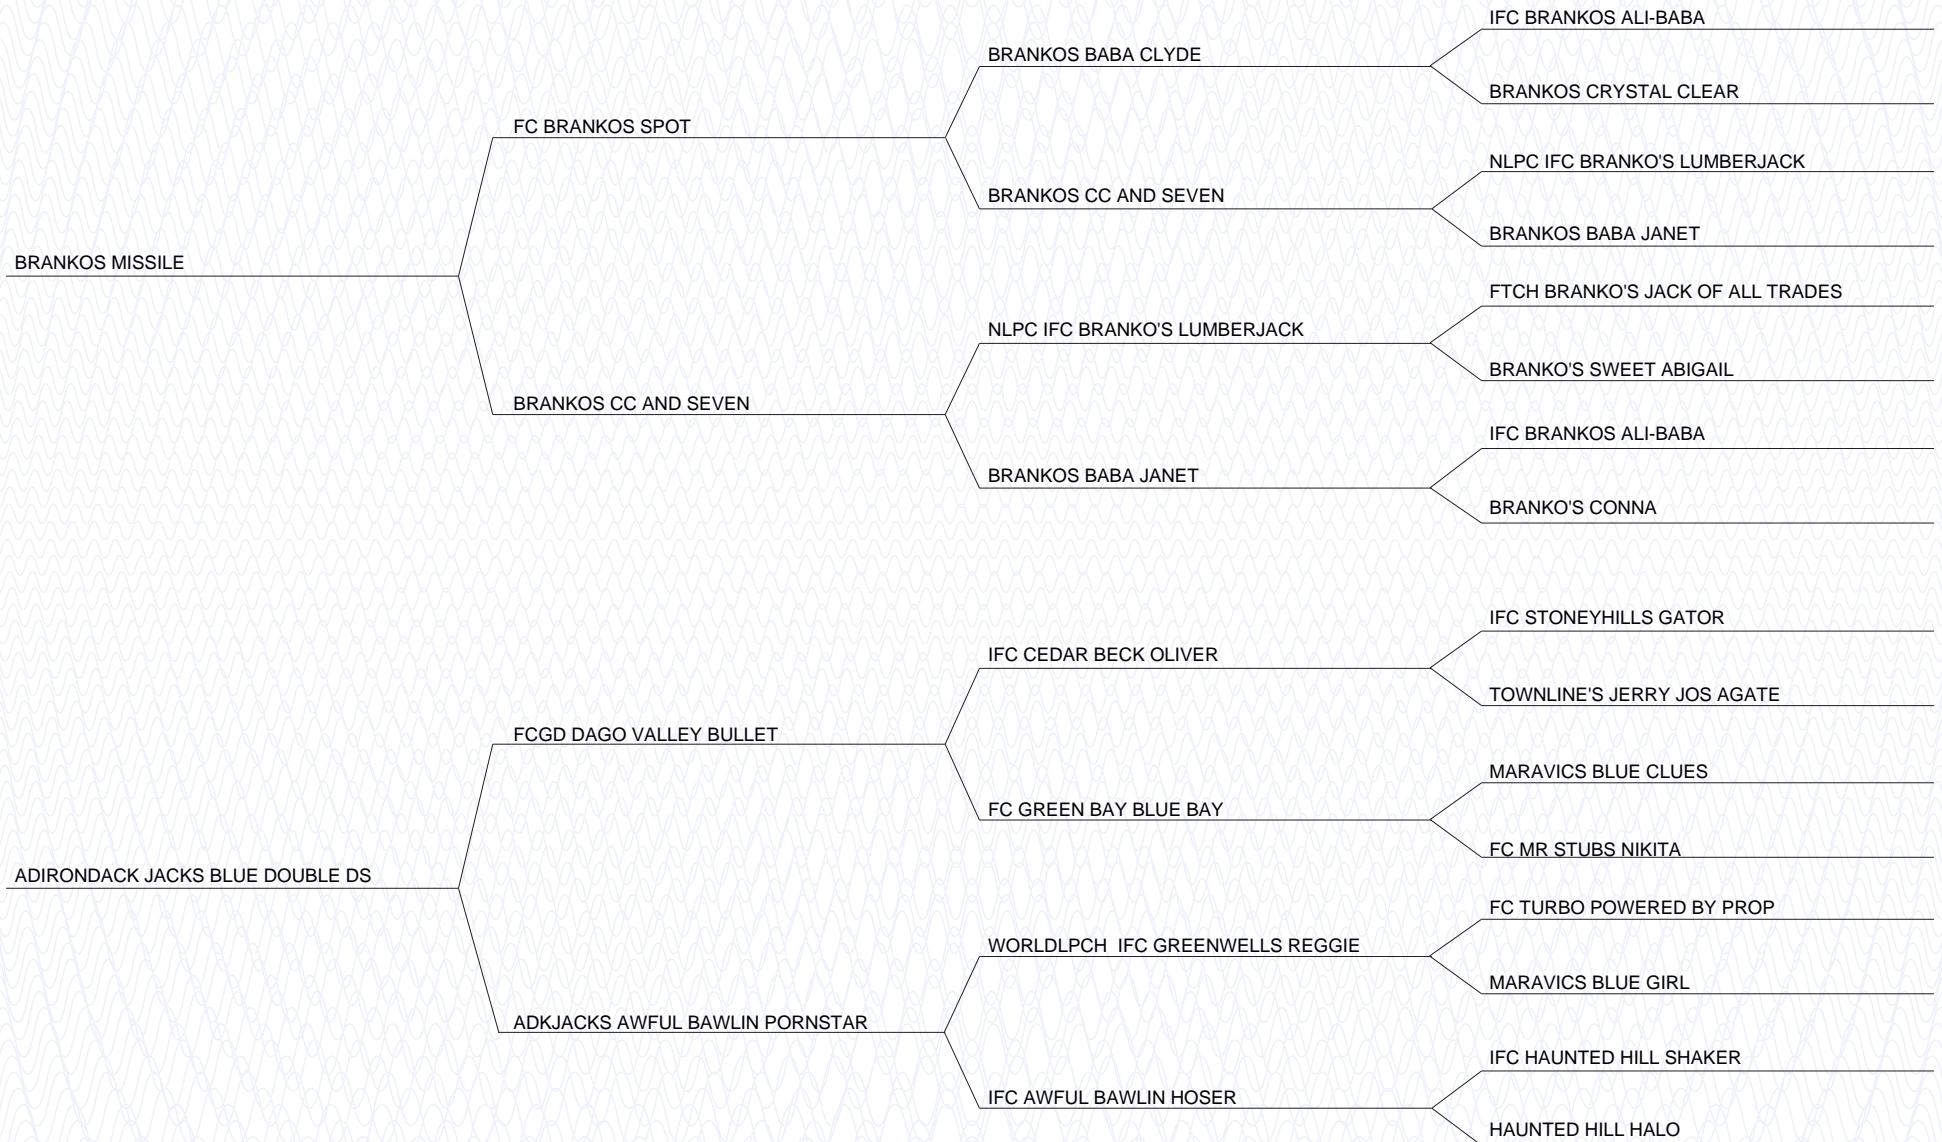 IFC BRANKOS ALI-BABA
BRANKOS BABA CLYDE
BRANKOS CRYSTAL CLEAR
FC BRANKOS SPOT
NLPC IFC BRANKO'S LUMBERJACK
BRANKOS CC AND SEVEN
BRANKOS BABA JANET
BRANKOS MISSILE
FTCH BRANKO'S JACK OF ALL TRADES
NLPC IFC BRANKO'S LUMBERJACK
BRANKO'S SWEET ABIGAIL
BRANKOS CC AND SEVEN
IFC BRANKOS ALI-BABA
BRANKOS BABA JANET
BRANKO'S CONNA
IFC STONEYHILLS GATOR
IFC CEDAR BECK OLIVER
TOWNLINE'S JERRY JOS AGATE
FCGD DAGO VALLEY BULLET
MARAVICS BLUE CLUES
FC GREEN BAY BLUE BAY
FC MR STUBS NIKITA
ADIRONDACK JACKS BLUE DOUBLE DS
FC TURBO POWERED BY PROP
WORLDLPCH  IFC GREENWELLS REGGIE
MARAVICS BLUE GIRL
ADKJACKS AWFUL BAWLIN PORNSTAR
IFC HAUNTED HILL SHAKER
IFC AWFUL BAWLIN HOSER
HAUNTED HILL HALO